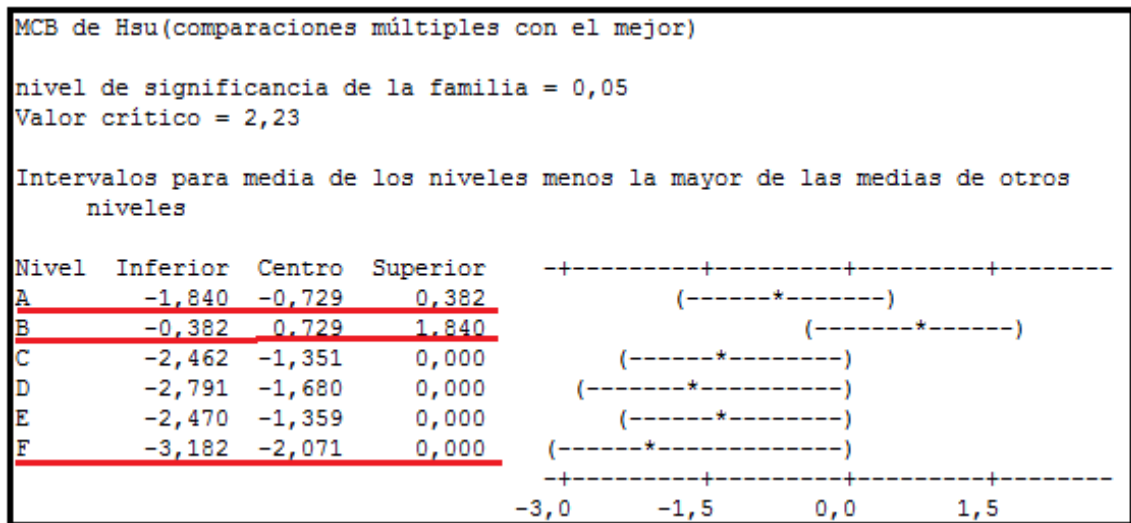 MCB de Hsu(comparaciones múltiples con el mejor)
nivel de significancia de la familia = 0,05
Valor crítico = 2,23
Intervalos para media de los niveles menos la mayor de las medias de otros
niveles
Nivel  Inferior  Centro  Superior     -+---------+---------+---------+--------
A        -1,840  -0,729     0,382              (------*-------)
B        -0,382   0,729     1,840                       (-------*------)
C        -2,462  -1,351     0,000          (------*--------)
D        -2,791  -1,680     0,000       (-------*----------)
E        -2,470  -1,359     0,000          (------*--------)
F        -3,182  -2,071     0,000     (------*-------------)
                                      -+---------+---------+---------+--------
                                    -3,0      -1,5       0,0       1,5